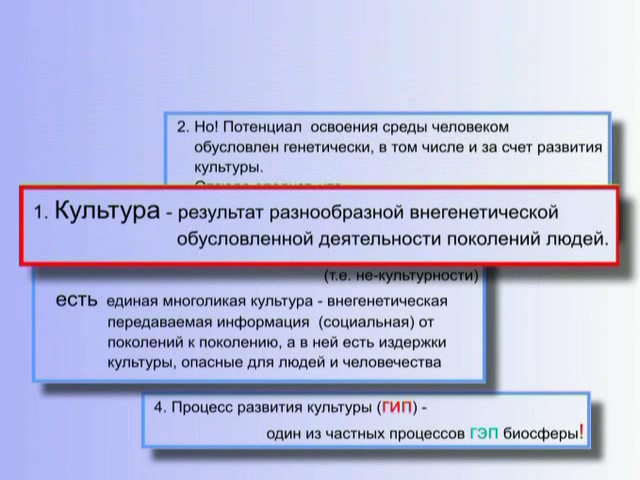 2. Но! Потенциал освоения среды человеком
обусловлен генетически, в том числе и за счет развития
культуры.
1. Культура - результат разнообразной внегенетической
обусловленной деятельности поколений людей.
(т.е. не-культурности)
есть единая многоликая культура - внегенетическая
передаваемая информация (социальная) от
поколений к поколению, а в ней есть издержки
культуры, опасные для людей и человечества
4. Процесс развития культуры (ГИП) -
один из частных процессов ГЭП биосферы!